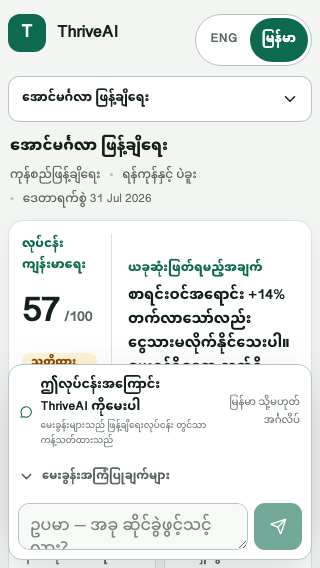 T ThriveAI ENG မြန်မာ
အောင်မင်္ဂလာ ဖြန့်ချိရေး
အောင်မင်္ဂလာ ဖြန့်ချိရေး
ကုန်စည်ဖြန့်ချိရေး • ရန်ကုန်နှင့် ပဲခူး
• ဒေတာရက်စွဲ 31 Jul 2026
လုပ်ငန်း
ကျန်းမာရေး
57 /100
ယခုဆုံးဖြတ်ရမည့်အချက်
စာရင်းဝင်အရောင်း +14%
တက်လာသော်လည်း
ငွေသားမလိုက်နိုင်သေးပါ။
ဤလုပ်ငန်းအကြောင်း
ThriveAI ကိုမေးပါ
မေးခွန်းများသည် ဖြန့်ချိရေးလုပ်ငန်း တွင်သာ
ကန့်သတ်ထားသည်
မြန်မာ သို့မဟုတ်
အင်္ဂလိပ်
မေးခွန်းအကြံပြုချက်များ
ဥပမာ — အခု ဆိုင်ခွဲဖွင့်သင့်
လား?